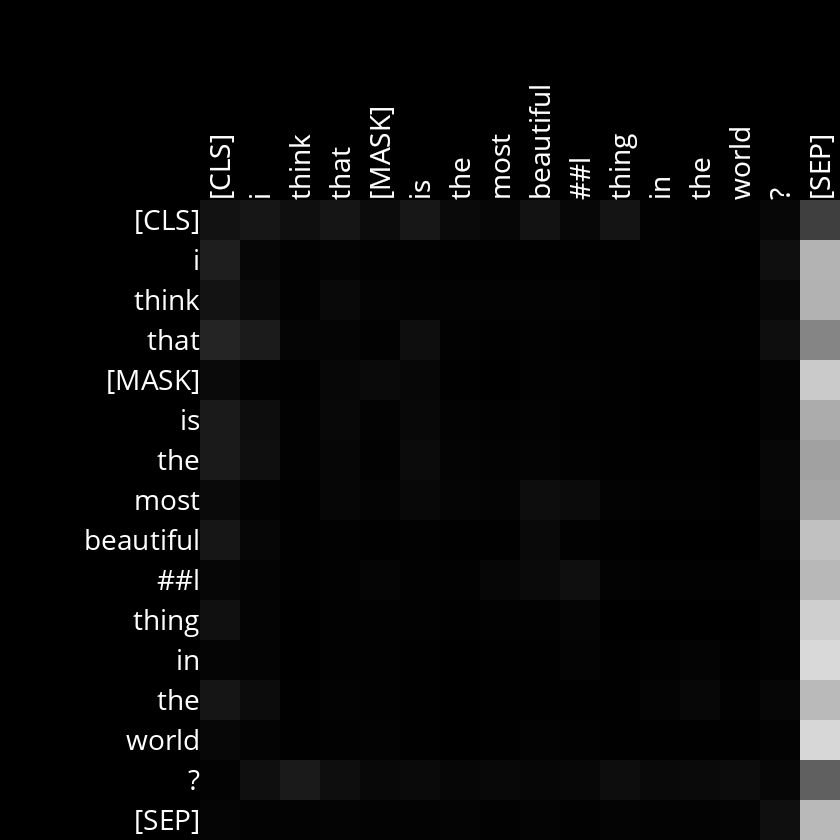 [CLS] i think that [MASK] is the most beautiful ##l thing in the world ? [SEP]
[CLS]
i
think
that
[MASK]
is
the
most
beautiful
##l
thing
in
the
world
?
[SEP]